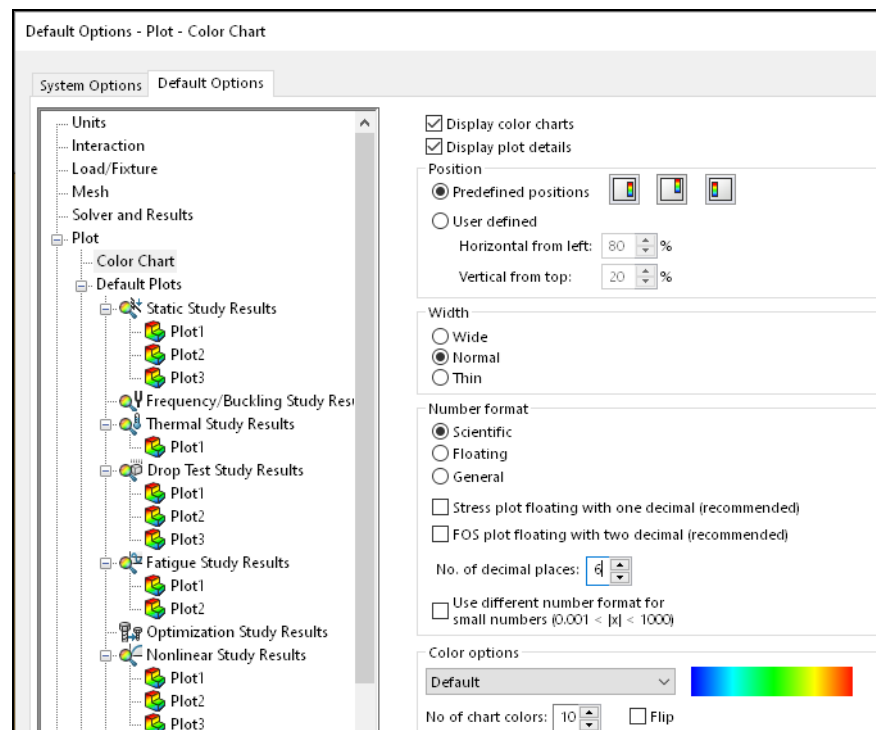 Default Options - Plot - Color Chart
System Options
Default Options
Units
Interaction
Load/Fixture
Mesh
Solver and Results
Plot
Color Chart
Default Plots
Static Study Results
Plot1
Plot2
Plot3
Frequency/Buckling Study Resu
Thermal Study Results
Plot1
Drop Test Study Results
Plot1
Plot2
Plot3
Fatigue Study Results
Plot1
Plot2
Optimization Study Results
Nonlinear Study Results
Plot1
Plot2
Plot3
Display color charts
Display plot details
Position
Predefined positions
User defined
Horizontal from left: 80 %
Vertical from top: 20 %
Width
Wide
Normal
Thin
Number format
Scientific
Floating
General
Stress plot floating with one decimal (recommended)
FOS plot floating with two decimal (recommended)
No. of decimal places: 6
Use different number format for
small numbers (0.001 < |x| < 1000)
Color options
Default
No of chart colors: 10 Flip